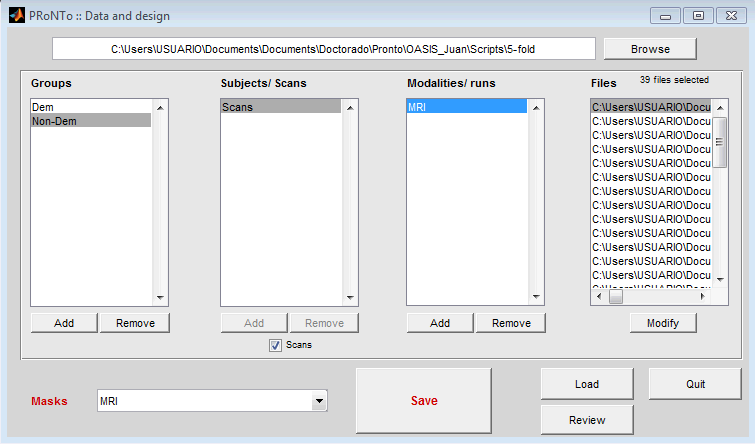 PRoNTo :: Data and design
C:\Users\USUARIO\Documents\Documents\Doctorado\Pronto\OASIS_Juan\Scripts\5-fold
Browse
Groups
Subjects/ Scans
Modalities/ runs
Files
39 files selected
Dem
Non-Dem
Scans
MRI
C:\Users\USUARIO\Docu
C:\Users\USUARIO\Docu
C:\Users\USUARIO\Docu
C:\Users\USUARIO\Docu
C:\Users\USUARIO\Docu
C:\Users\USUARIO\Docu
C:\Users\USUARIO\Docu
C:\Users\USUARIO\Docu
C:\Users\USUARIO\Docu
C:\Users\USUARIO\Docu
C:\Users\USUARIO\Docu
C:\Users\USUARIO\Docu
C:\Users\USUARIO\Docu
Add
Remove
Add
Remove
Add
Remove
Modify
Scans
Masks
MRI
Save
Load
Quit
Review